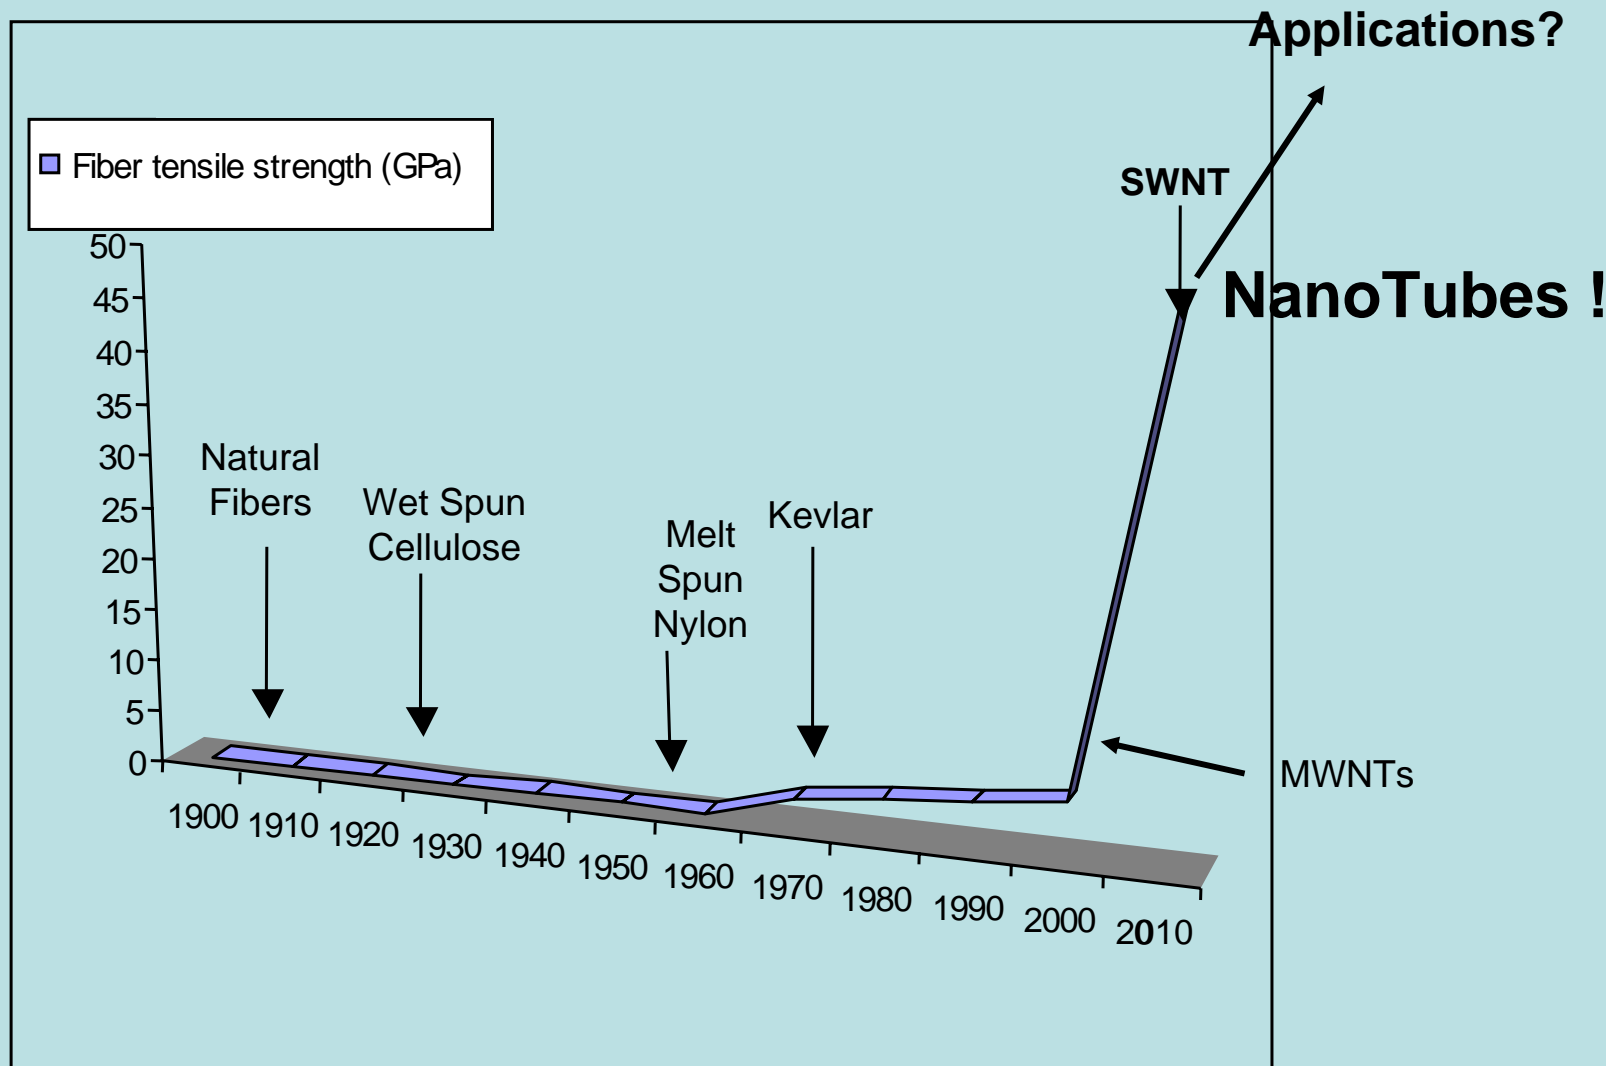 Applications?
Fiber tensile strength (GPa)
SWNT
NanoTubes !
50
45
40
35
30
25
20
15
10
5
0
Natural
Fibers
Wet Spun
Cellulose
Melt
Spun
Nylon
Kevlar
MWNTs
1900
1910
1920
1930
1940
1950
1960
1970
1980
1990
2000
2010